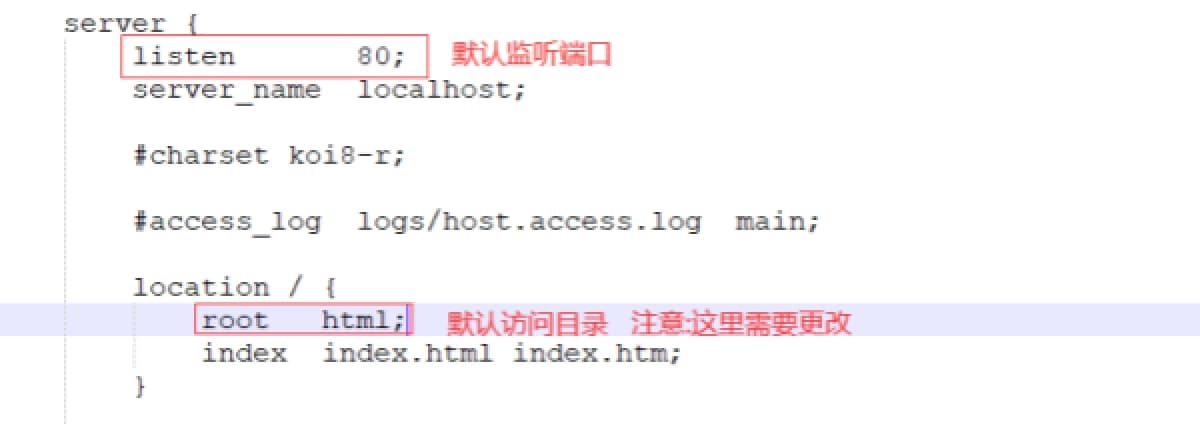 server {
listen 80; 默认监听端口
server_name localhost;
#charset koi8-r;
#access_log logs/host.access.log main;
location / {
root html; 默认访问目录 注意:这里需要更改
index index.html index.htm;
}